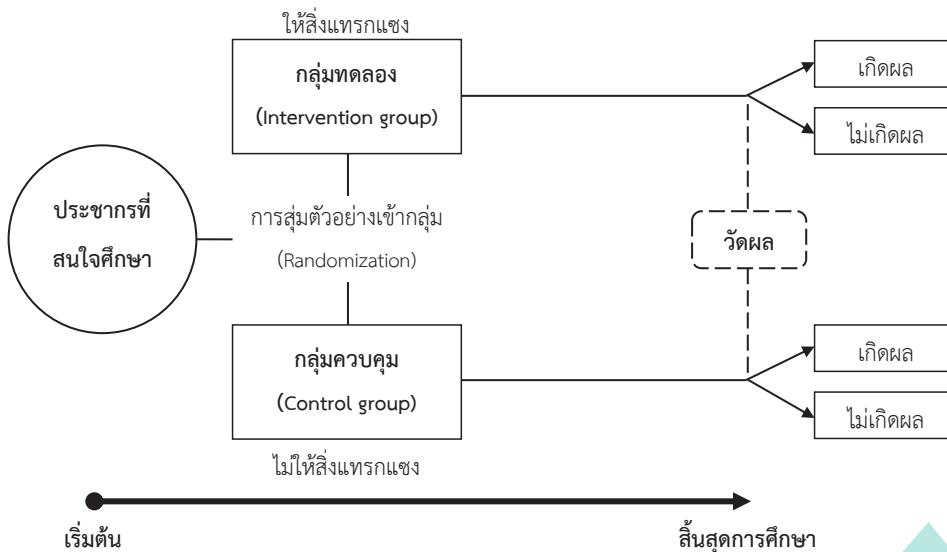 ให้สิ่งแทรกแซง
กลุ่มทดลอง
(Intervention group)
เกิดผล
ไม่เกิดผล
ประชากรที่
สนใจศึกษา
การสุ่มตัวอย่างเข้ากลุ่ม
(Randomization)
วัดผล
กลุ่มควบคุม
(Control group)
เกิดผล
ไม่เกิดผล
ไม่ให้สิ่งแทรกแซง
เริ่มต้น
สิ้นสุดการศึกษา